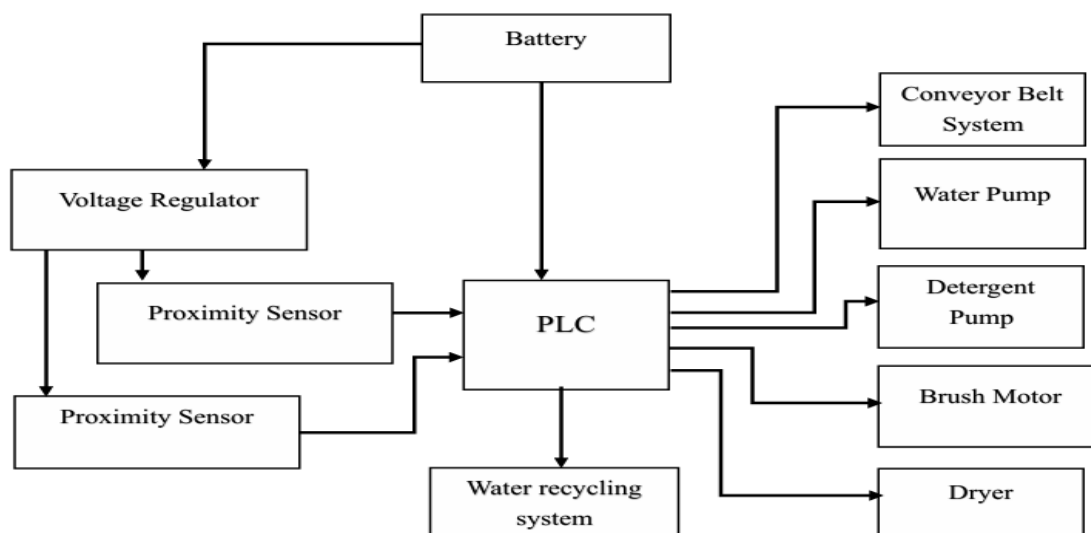 Battery
Conveyor Belt
System
Voltage Regulator
Water Pump
Proximity Sensor
PLC
Detergent
Pump
Proximity Sensor
Brush Motor
Water recycling
system
Dryer